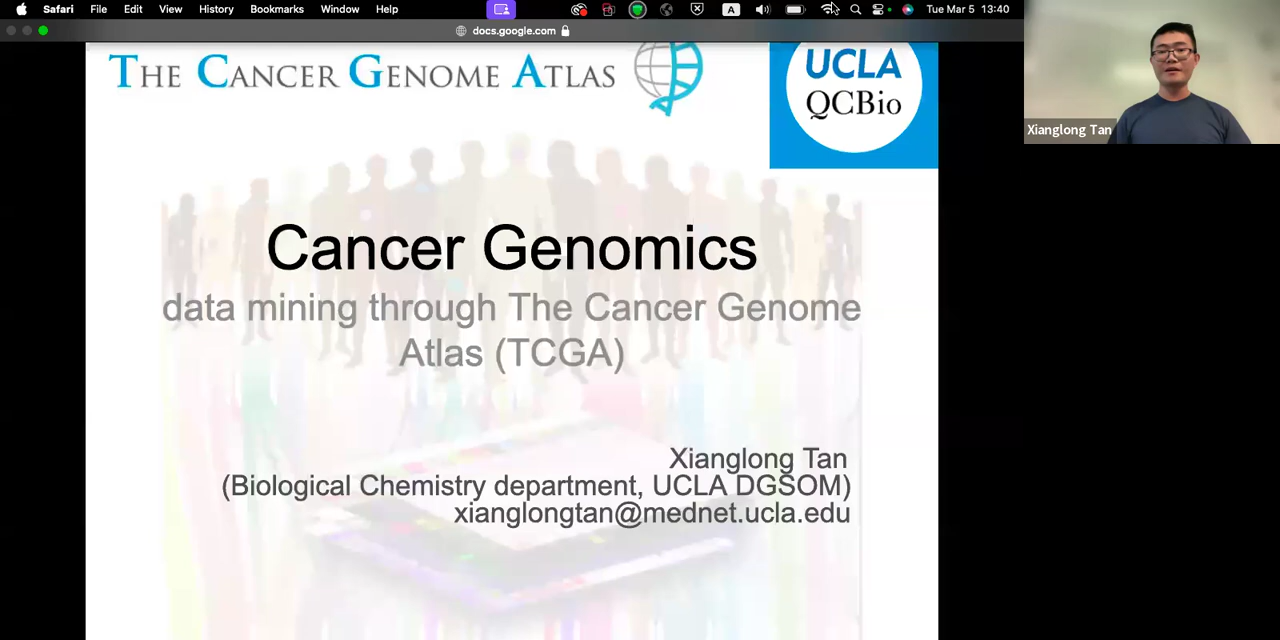 Safari File Edit View History Bookmarks Window Help A Tue Mar 5 13:40
docs.google.com
THE CANCER GENOME ATLAS
UCLA
QCBio
Xianglong Tan
Cancer Genomics
data mining through The Cancer Genome
Atlas (TCGA)
Xianglong Tan
(Biological Chemistry department, UCLA DGSOM)
xianglongtan@mednet.ucla.edu